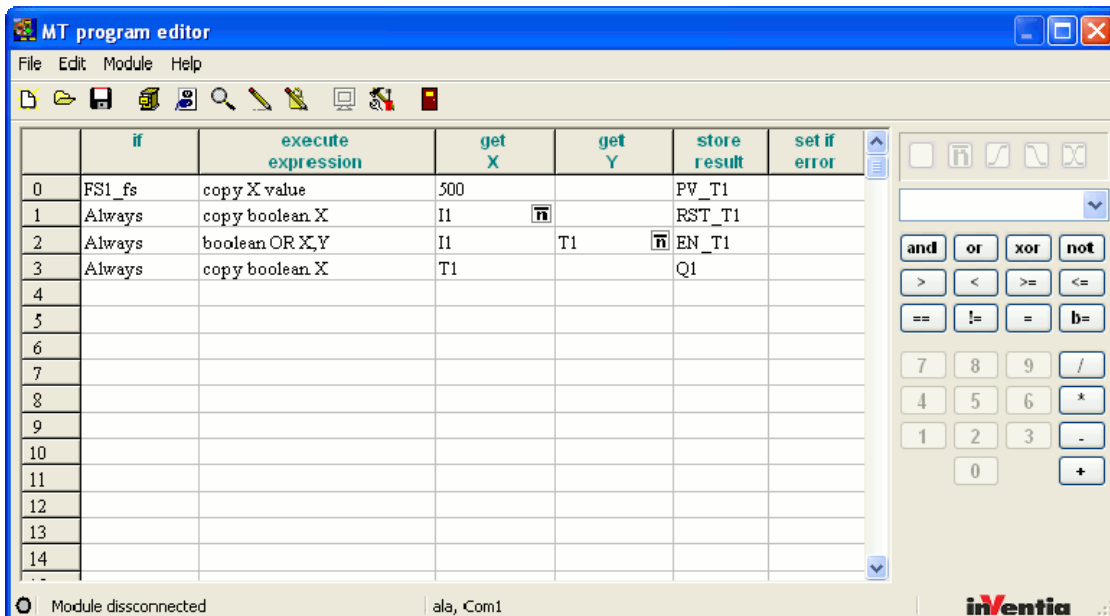 MT program editor
File Edit Module Help
if execute expression get X get Y store result set if error
0 FS1_fs copy X value 500 PV_T1
1 Always copy boolean X I1 n RST_T1
2 Always boolean OR X,Y I1 T1 n EN_T1
3 Always copy boolean X T1 Q1
4
5
6
7
8
9
10
11
12
13
14
n
and or xor not
> < >= <=
== != = b=
7 8 9 /
4 5 6 *
1 2 3 -
0 +
Module dissconnected ala, Com1 inVentia